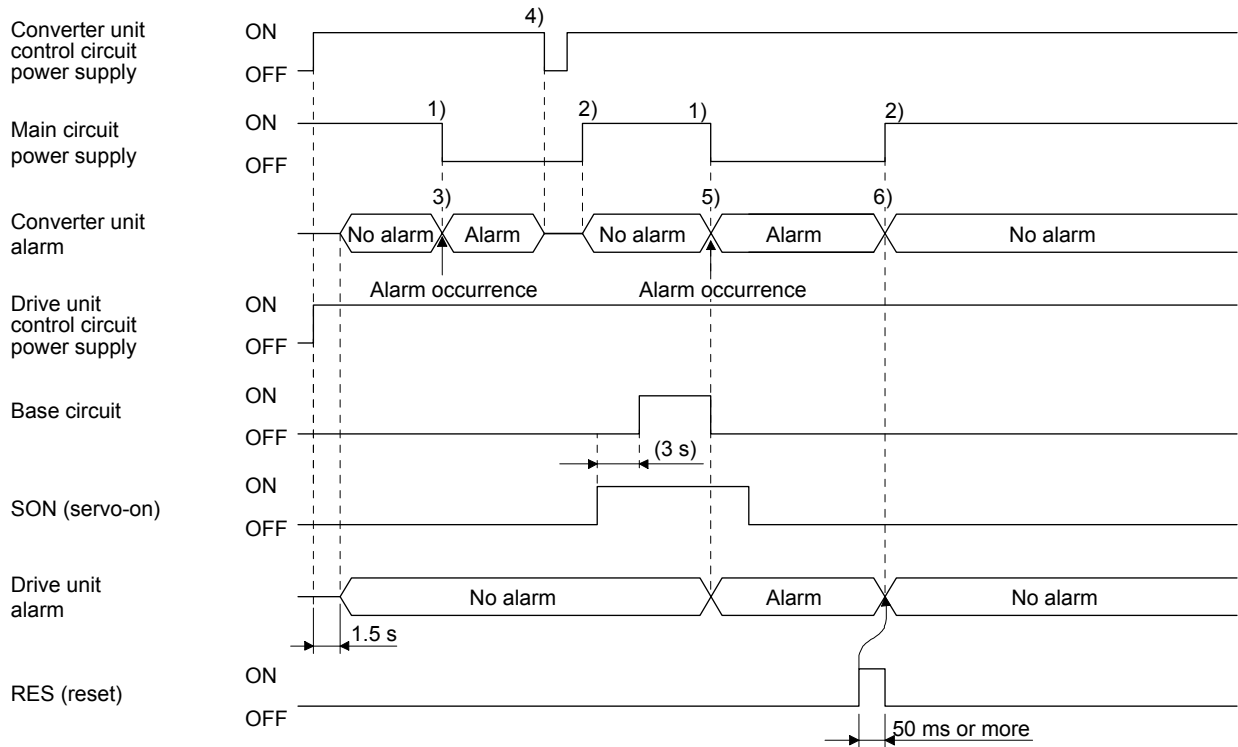 Converter unit
control circuit
power supply
ON
OFF
4)
Main circuit
power supply
ON
OFF
1)
2)
1)
2)
Converter unit
alarm
3)
5)
6)
No alarm
Alarm
No alarm
Alarm
No alarm
Alarm occurrence
Alarm occurrence
Drive unit
control circuit
power supply
ON
OFF
Base circuit
ON
OFF
(3 s)
SON (servo-on)
ON
OFF
Drive unit
alarm
No alarm
Alarm
No alarm
1.5 s
RES (reset)
ON
OFF
50 ms or more